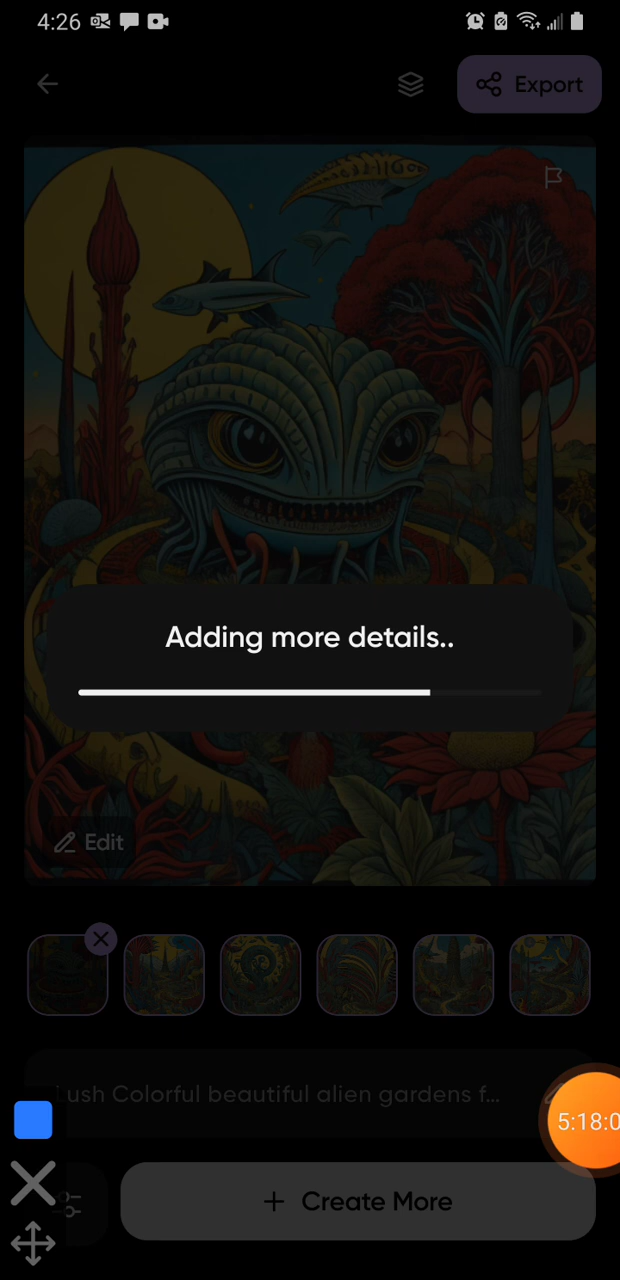 4:26
Export
Adding more details..
Edit
Lush Colorful beautiful alien gardens f...
5:18:0
Create More